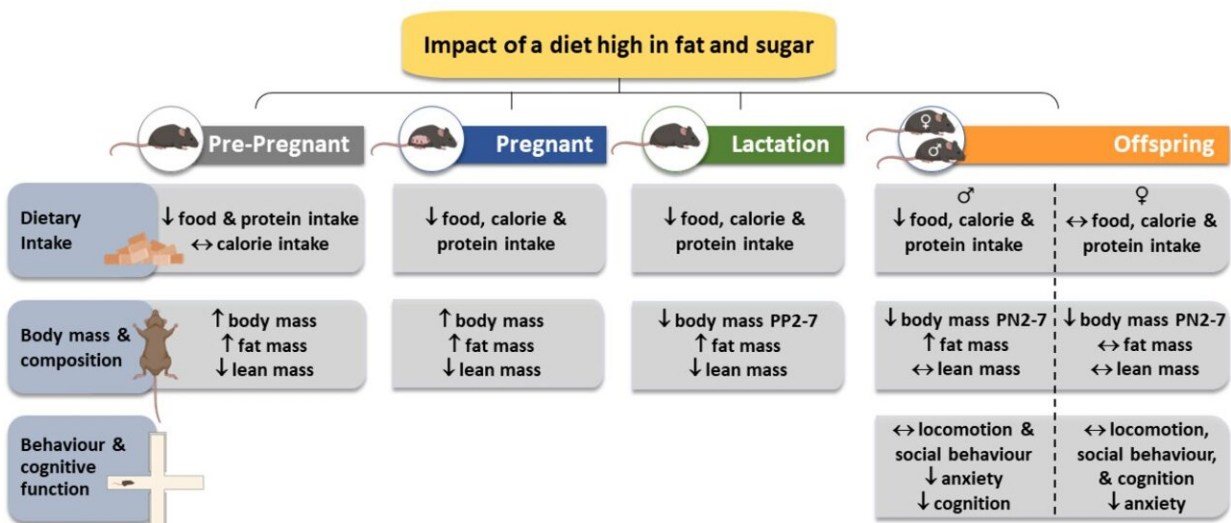 Impact of a diet high in fat and sugar
Pre-Pregnant
Pregnant
Lactation
Offspring
♀
♂
Dietary
Intake
↓ food & protein intake
↔ calorie intake
↓ food, calorie &
protein intake
↓ food, calorie &
protein intake
♂
↓ food, calorie &
protein intake
♀
↔ food, calorie &
protein intake
Body mass &
composition
↑ body mass
↑ fat mass
↓ lean mass
↑ body mass
↑ fat mass
↓ lean mass
↓ body mass PP2-7
↑ fat mass
↓ lean mass
↓ body mass PN2-7
↑ fat mass
↔ lean mass
↓ body mass PN2-7
↔ fat mass
↔ lean mass
Behaviour &
cognitive
function
↔ locomotion &
social behaviour
↓ anxiety
↓ cognition
↔ locomotion,
social behaviour,
& cognition
↓ anxiety